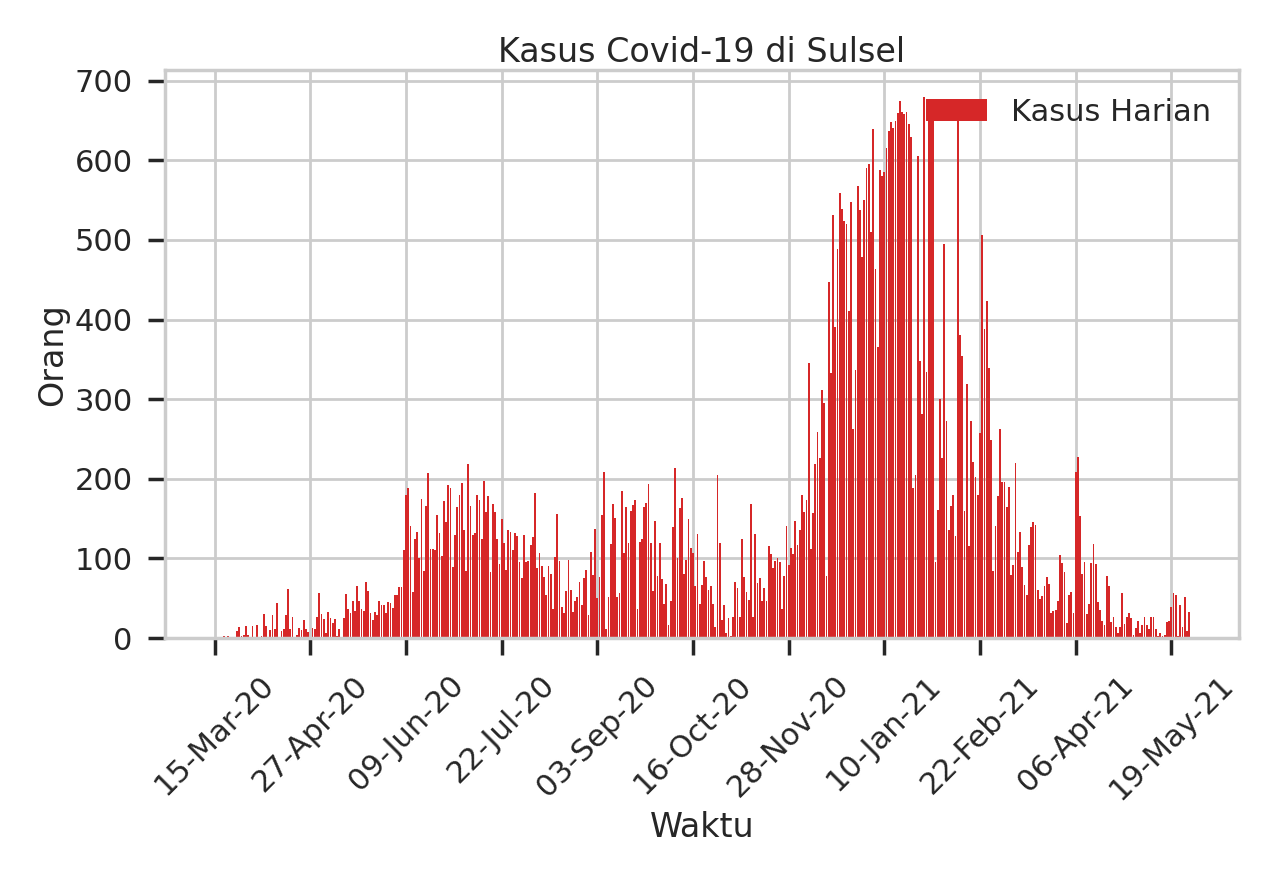 Kasus Covid-19 di Sulsel
700
600
500
400
300
200
100
0
Orang
Kasus Harian
15-Mar-20
27-Apr-20
09-Jun-20
22-Jul-20
03-Sep-20
16-Oct-20
28-Nov-20
10-Jan-21
22-Feb-21
06-Apr-21
19-May-21
Waktu